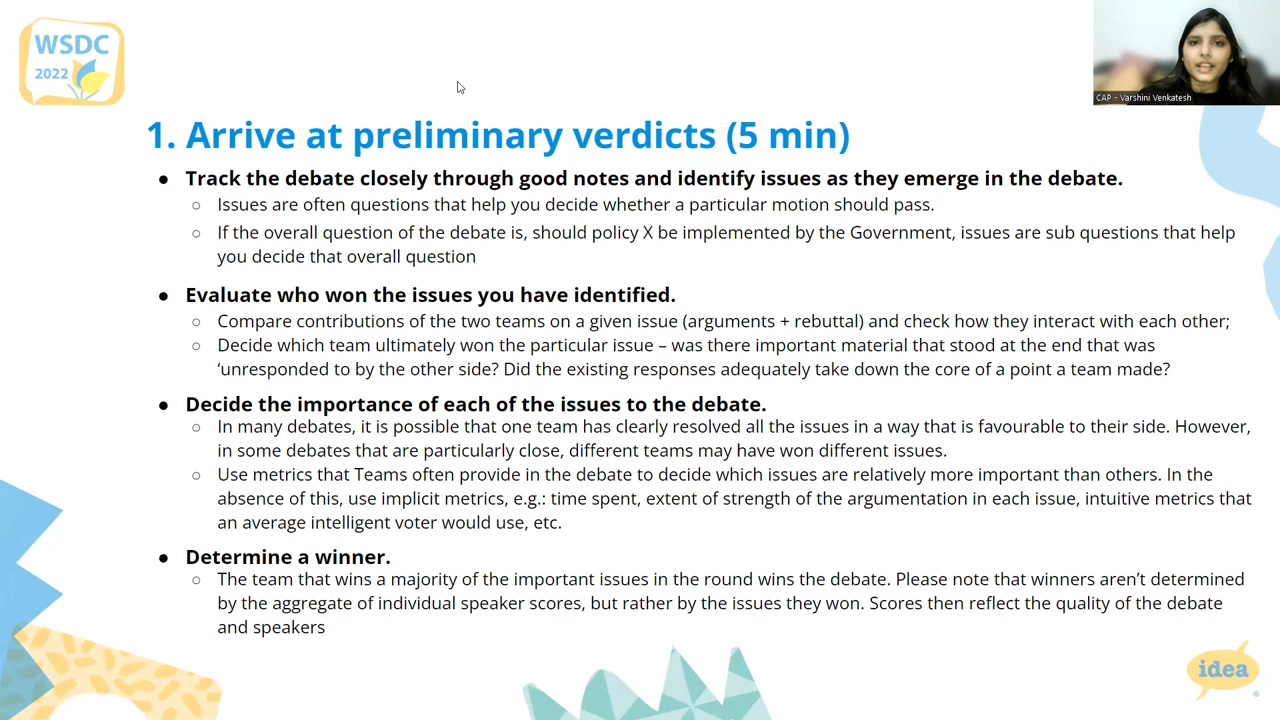 WSDC
2022
CAP - Varshini Venkatesh
1. Arrive at preliminary verdicts (5 min)
● Track the debate closely through good notes and identify issues as they emerge in the debate.
○ Issues are often questions that help you decide whether a particular motion should pass.
○ If the overall question of the debate is, should policy X be implemented by the Government, issues are sub questions that help
you decide that overall question
● Evaluate who won the issues you have identified.
○ Compare contributions of the two teams on a given issue (arguments + rebuttal) and check how they interact with each other;
○ Decide which team ultimately won the particular issue – was there important material that stood at the end that was
‘unresponded to by the other side? Did the existing responses adequately take down the core of a point a team made?
● Decide the importance of each of the issues to the debate.
○ In many debates, it is possible that one team has clearly resolved all the issues in a way that is favourable to their side. However,
in some debates that are particularly close, different teams may have won different issues.
○ Use metrics that Teams often provide in the debate to decide which issues are relatively more important than others. In the
absence of this, use implicit metrics, e.g.: time spent, extent of strength of the argumentation in each issue, intuitive metrics that
an average intelligent voter would use, etc.
● Determine a winner.
○ The team that wins a majority of the important issues in the round wins the debate. Please note that winners aren’t determined
by the aggregate of individual speaker scores, but rather by the issues they won. Scores then reflect the quality of the debate
and speakers
idea
®